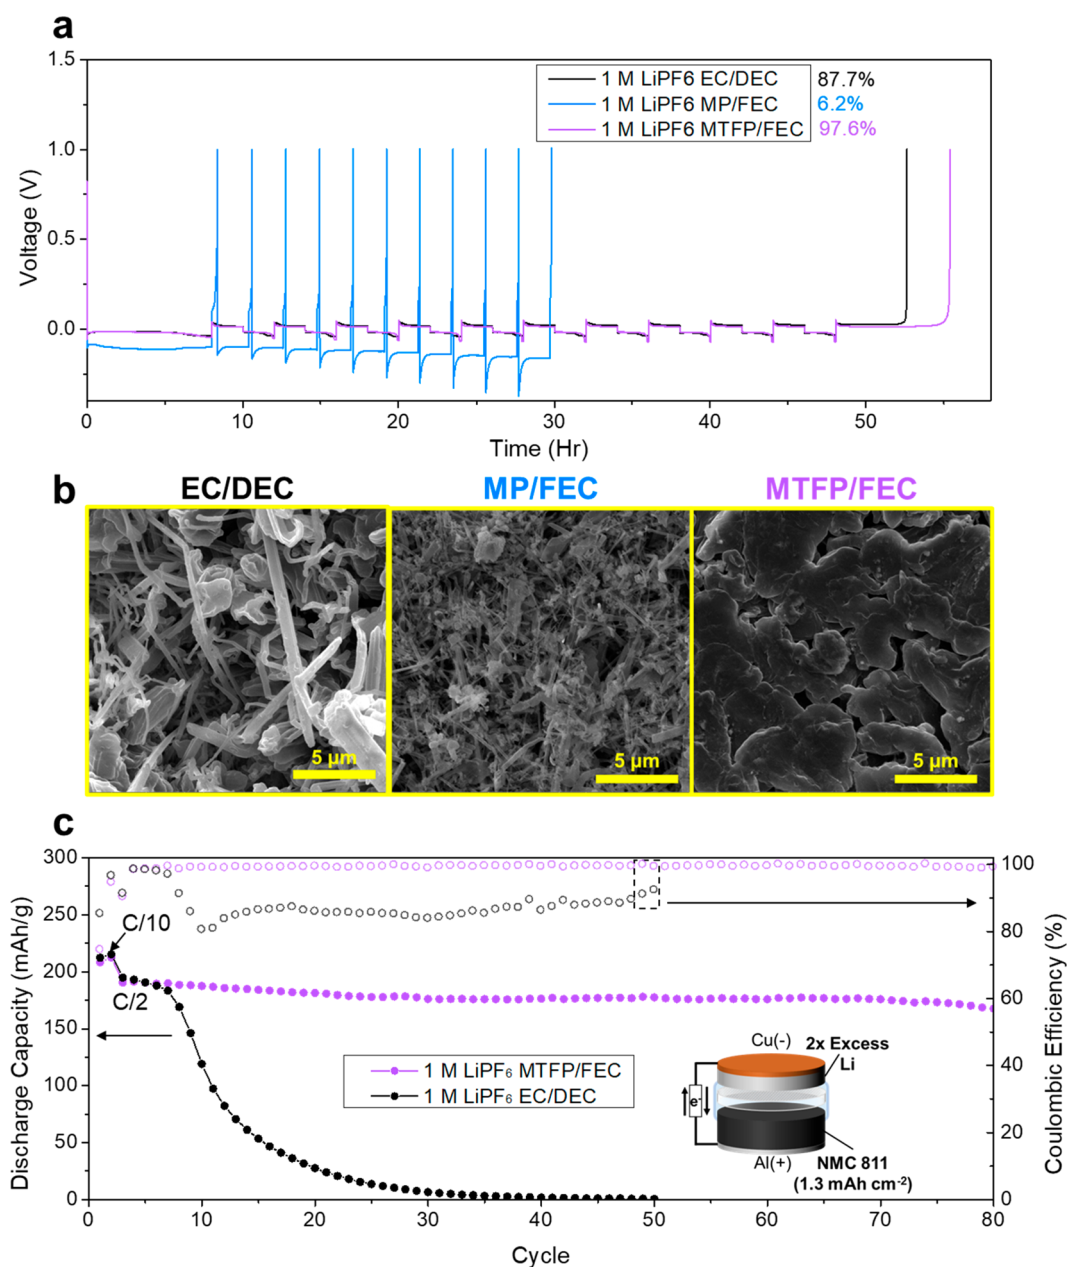 a
1.5
1.0
0.5
0.0
Voltage (V)
1 M LiPF6 EC/DEC 87.7%
1 M LiPF6 MP/FEC 6.2%
1 M LiPF6 MTFP/FEC 97.6%
0 10 20 30 40 50
Time (Hr)
b
EC/DEC MP/FEC MTFP/FEC
5 µm 5 µm 5 µm
c
300
250
200
150
100
50
0
Discharge Capacity (mAh/g)
C/10
C/2
1 M LiPF₆ MTFP/FEC
1 M LiPF₆ EC/DEC
Cu(-)
2x Excess
Li
e⁻
Al(+)
NMC 811
(1.3 mAh cm⁻²)
100
80
60
40
20
0
Coulombic Efficiency (%)
0 10 20 30 40 50 60 70 80
Cycle